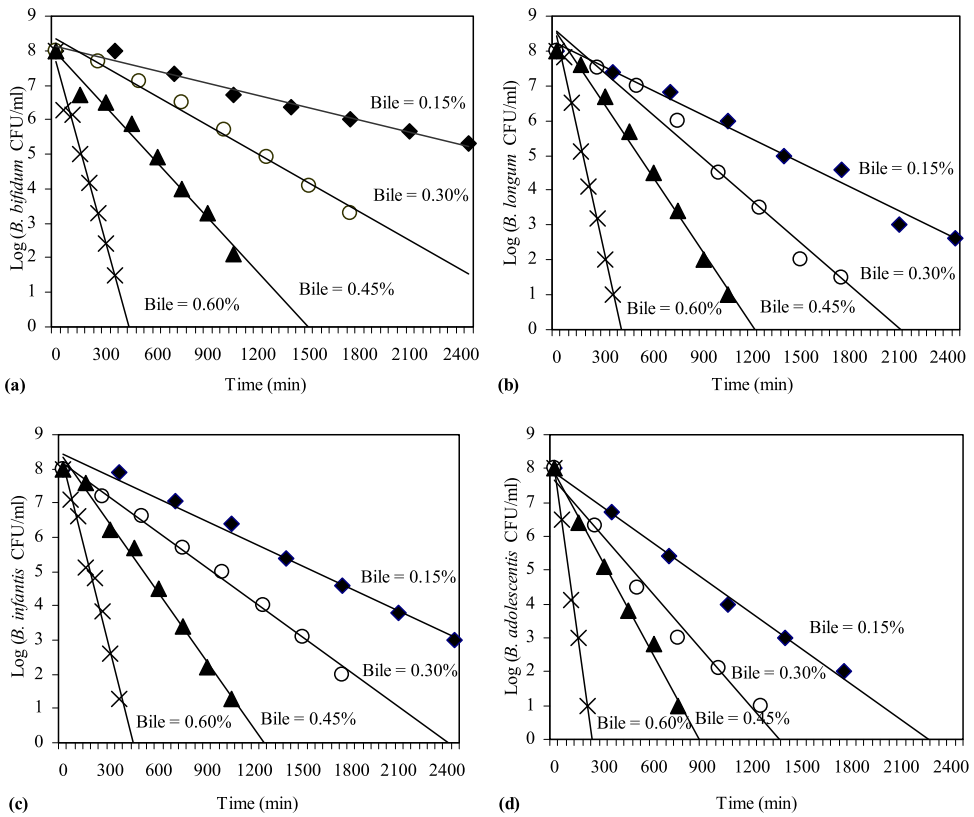 9
8
7
6
5
4
3
2
1
0
Log (B. bifidum CFU/ml)
Bile = 0.15%
Bile = 0.30%
Bile = 0.45%
Bile = 0.60%
0 300 600 900 1200 1500 1800 2100 2400
Time (min)
(a)
9
8
7
6
5
4
3
2
1
0
Log (B. longum CFU/ml)
Bile = 0.15%
Bile = 0.30%
Bile = 0.60%
Bile = 0.45%
0 300 600 900 1200 1500 1800 2100 2400
Time (min)
(b)
9
8
7
6
5
4
3
2
1
0
Log (B. infantis CFU/ml)
Bile = 0.15%
Bile = 0.30%
Bile = 0.60%
Bile = 0.45%
0 300 600 900 1200 1500 1800 2100 2400
Time (min)
(c)
9
8
7
6
5
4
3
2
1
0
Log (B. adolescentis CFU/ml)
Bile = 0.15%
Bile = 0.30%
Bile = 0.60%
Bile = 0.45%
0 300 600 900 1200 1500 1800 2100 2400
Time (min)
(d)